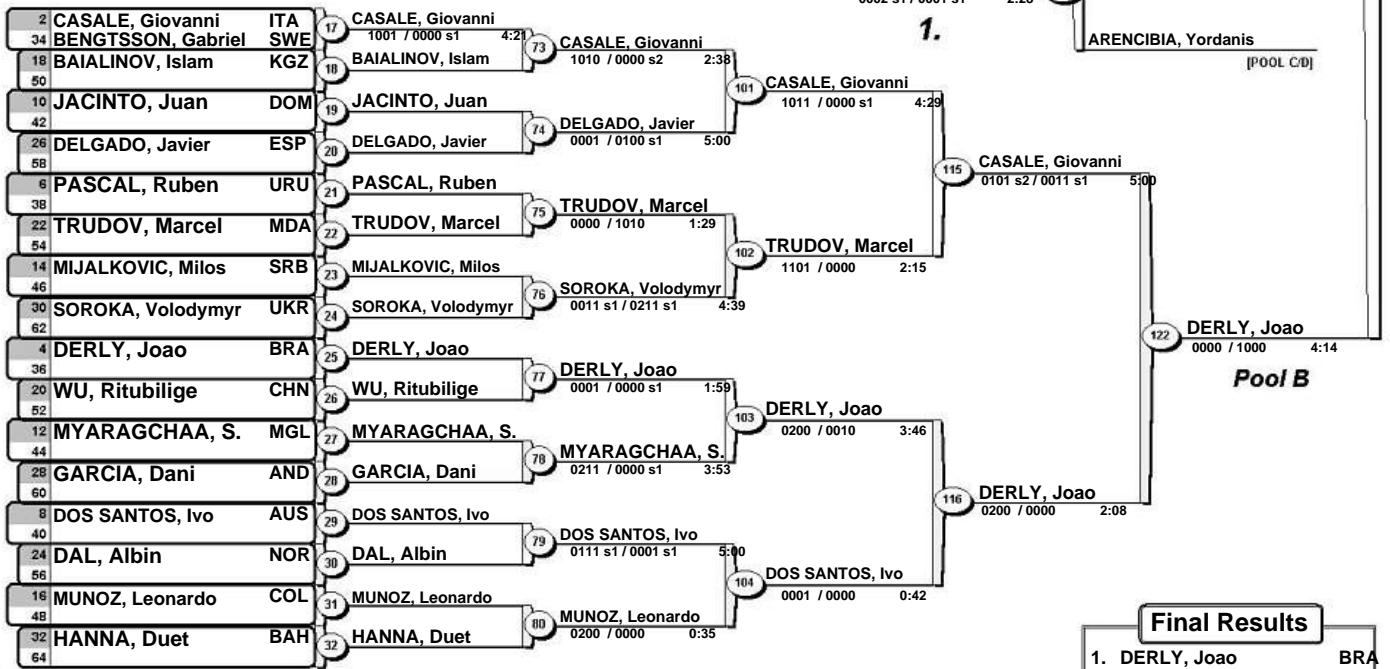 0002 s1 / 0001 s1
1.
ARENCIBIA, Yordanis
[POOL C/D]
2 CASALE, Giovanni ITA
34 BENGTSSON, Gabriel SWE
18 BAIALINOV, Islam KGZ
50
10 JACINTO, Juan DOM
42
26 DELGADO, Javier ESP
58
6 PASCAL, Ruben URU
38
22 TRUDOV, Marcel MDA
54
14 MIJALKOVIC, Milos SRB
46
30 SOROKA, Volodymyr UKR
62
4 DERLY, Joao BRA
36
20 WU, Ritubilige CHN
52
12 MYARAGCHAA, S. MGL
44
28 GARCIA, Dani AND
60
8 DOS SANTOS, Ivo AUS
40
24 DAL, Albin NOR
56
16 MUNOZ, Leonardo COL
48
32 HANNA, Duet BAH
64
17 CASALE, Giovanni
1001 / 0000 s1 4:21
18 BAIALINOV, Islam
19 JACINTO, Juan
20 DELGADO, Javier
21 PASCAL, Ruben
22 TRUDOV, Marcel
23 MIJALKOVIC, Milos
24 SOROKA, Volodymyr
25 DERLY, Joao
26 WU, Ritubilige
27 MYARAGCHAA, S.
28 GARCIA, Dani
29 DOS SANTOS, Ivo
30 DAL, Albin
31 MUNOZ, Leonardo
32 HANNA, Duet
73 CASALE, Giovanni
1010 / 0000 s2 2:38
74 DELGADO, Javier
0001 / 0100 s1 5:00
75 TRUDOV, Marcel
0000 / 1010 1:29
76 SOROKA, Volodymyr
0011 s1 / 0211 s1 4:39
77 DERLY, Joao
0001 / 0000 s1 1:59
78 MYARAGCHAA, S.
0211 / 0000 s1 3:53
79 DOS SANTOS, Ivo
0111 s1 / 0001 s1 5:00
80 MUNOZ, Leonardo
0200 / 0000 0:35
101 CASALE, Giovanni
1011 / 0000 s1 4:29
102 TRUDOV, Marcel
1101 / 0000 2:15
103 DERLY, Joao
0200 / 0010 3:46
104 DOS SANTOS, Ivo
0001 / 0000 0:42
115 CASALE, Giovanni
0101 s2 / 0011 s1 5:00
116 DERLY, Joao
0200 / 0000 2:08
122 DERLY, Joao
0000 / 1000 4:14
Pool B
Final Results
1. DERLY, Joao BRA